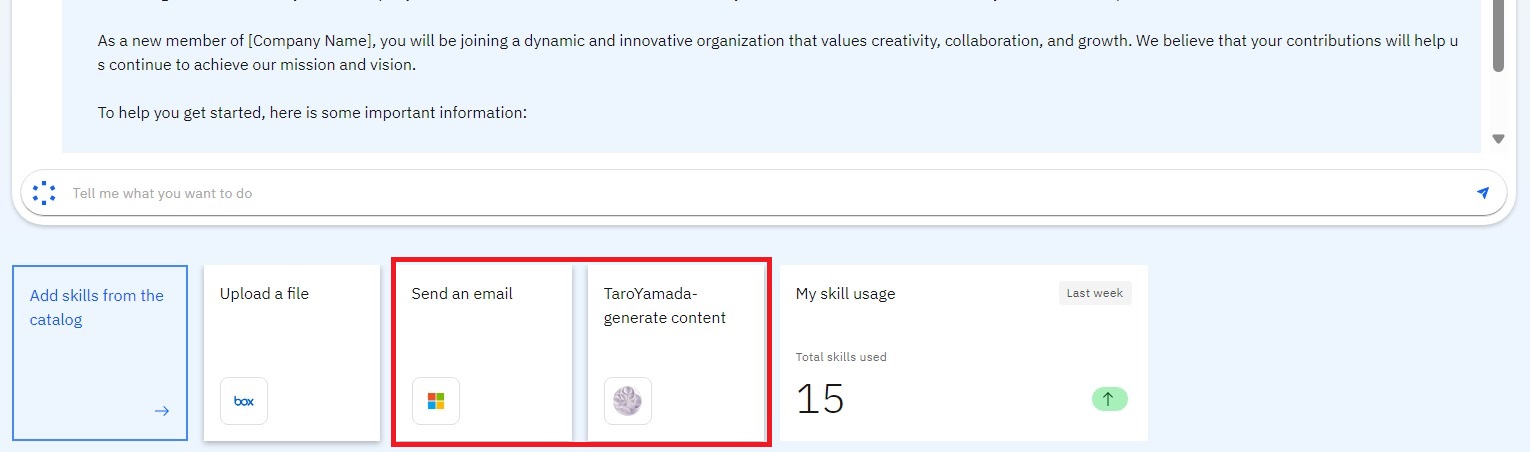 As a new member of [Company Name], you will be joining a dynamic and innovative organization that values creativity, collaboration, and growth. We believe that your contributions will help u
s continue to achieve our mission and vision.
To help you get started, here is some important information:
Tell me what you want to do
Add skills from the
catalog
Upload a file
box
Send an email
TaroYamada-
generate content
My skill usage
Last week
Total skills used
15